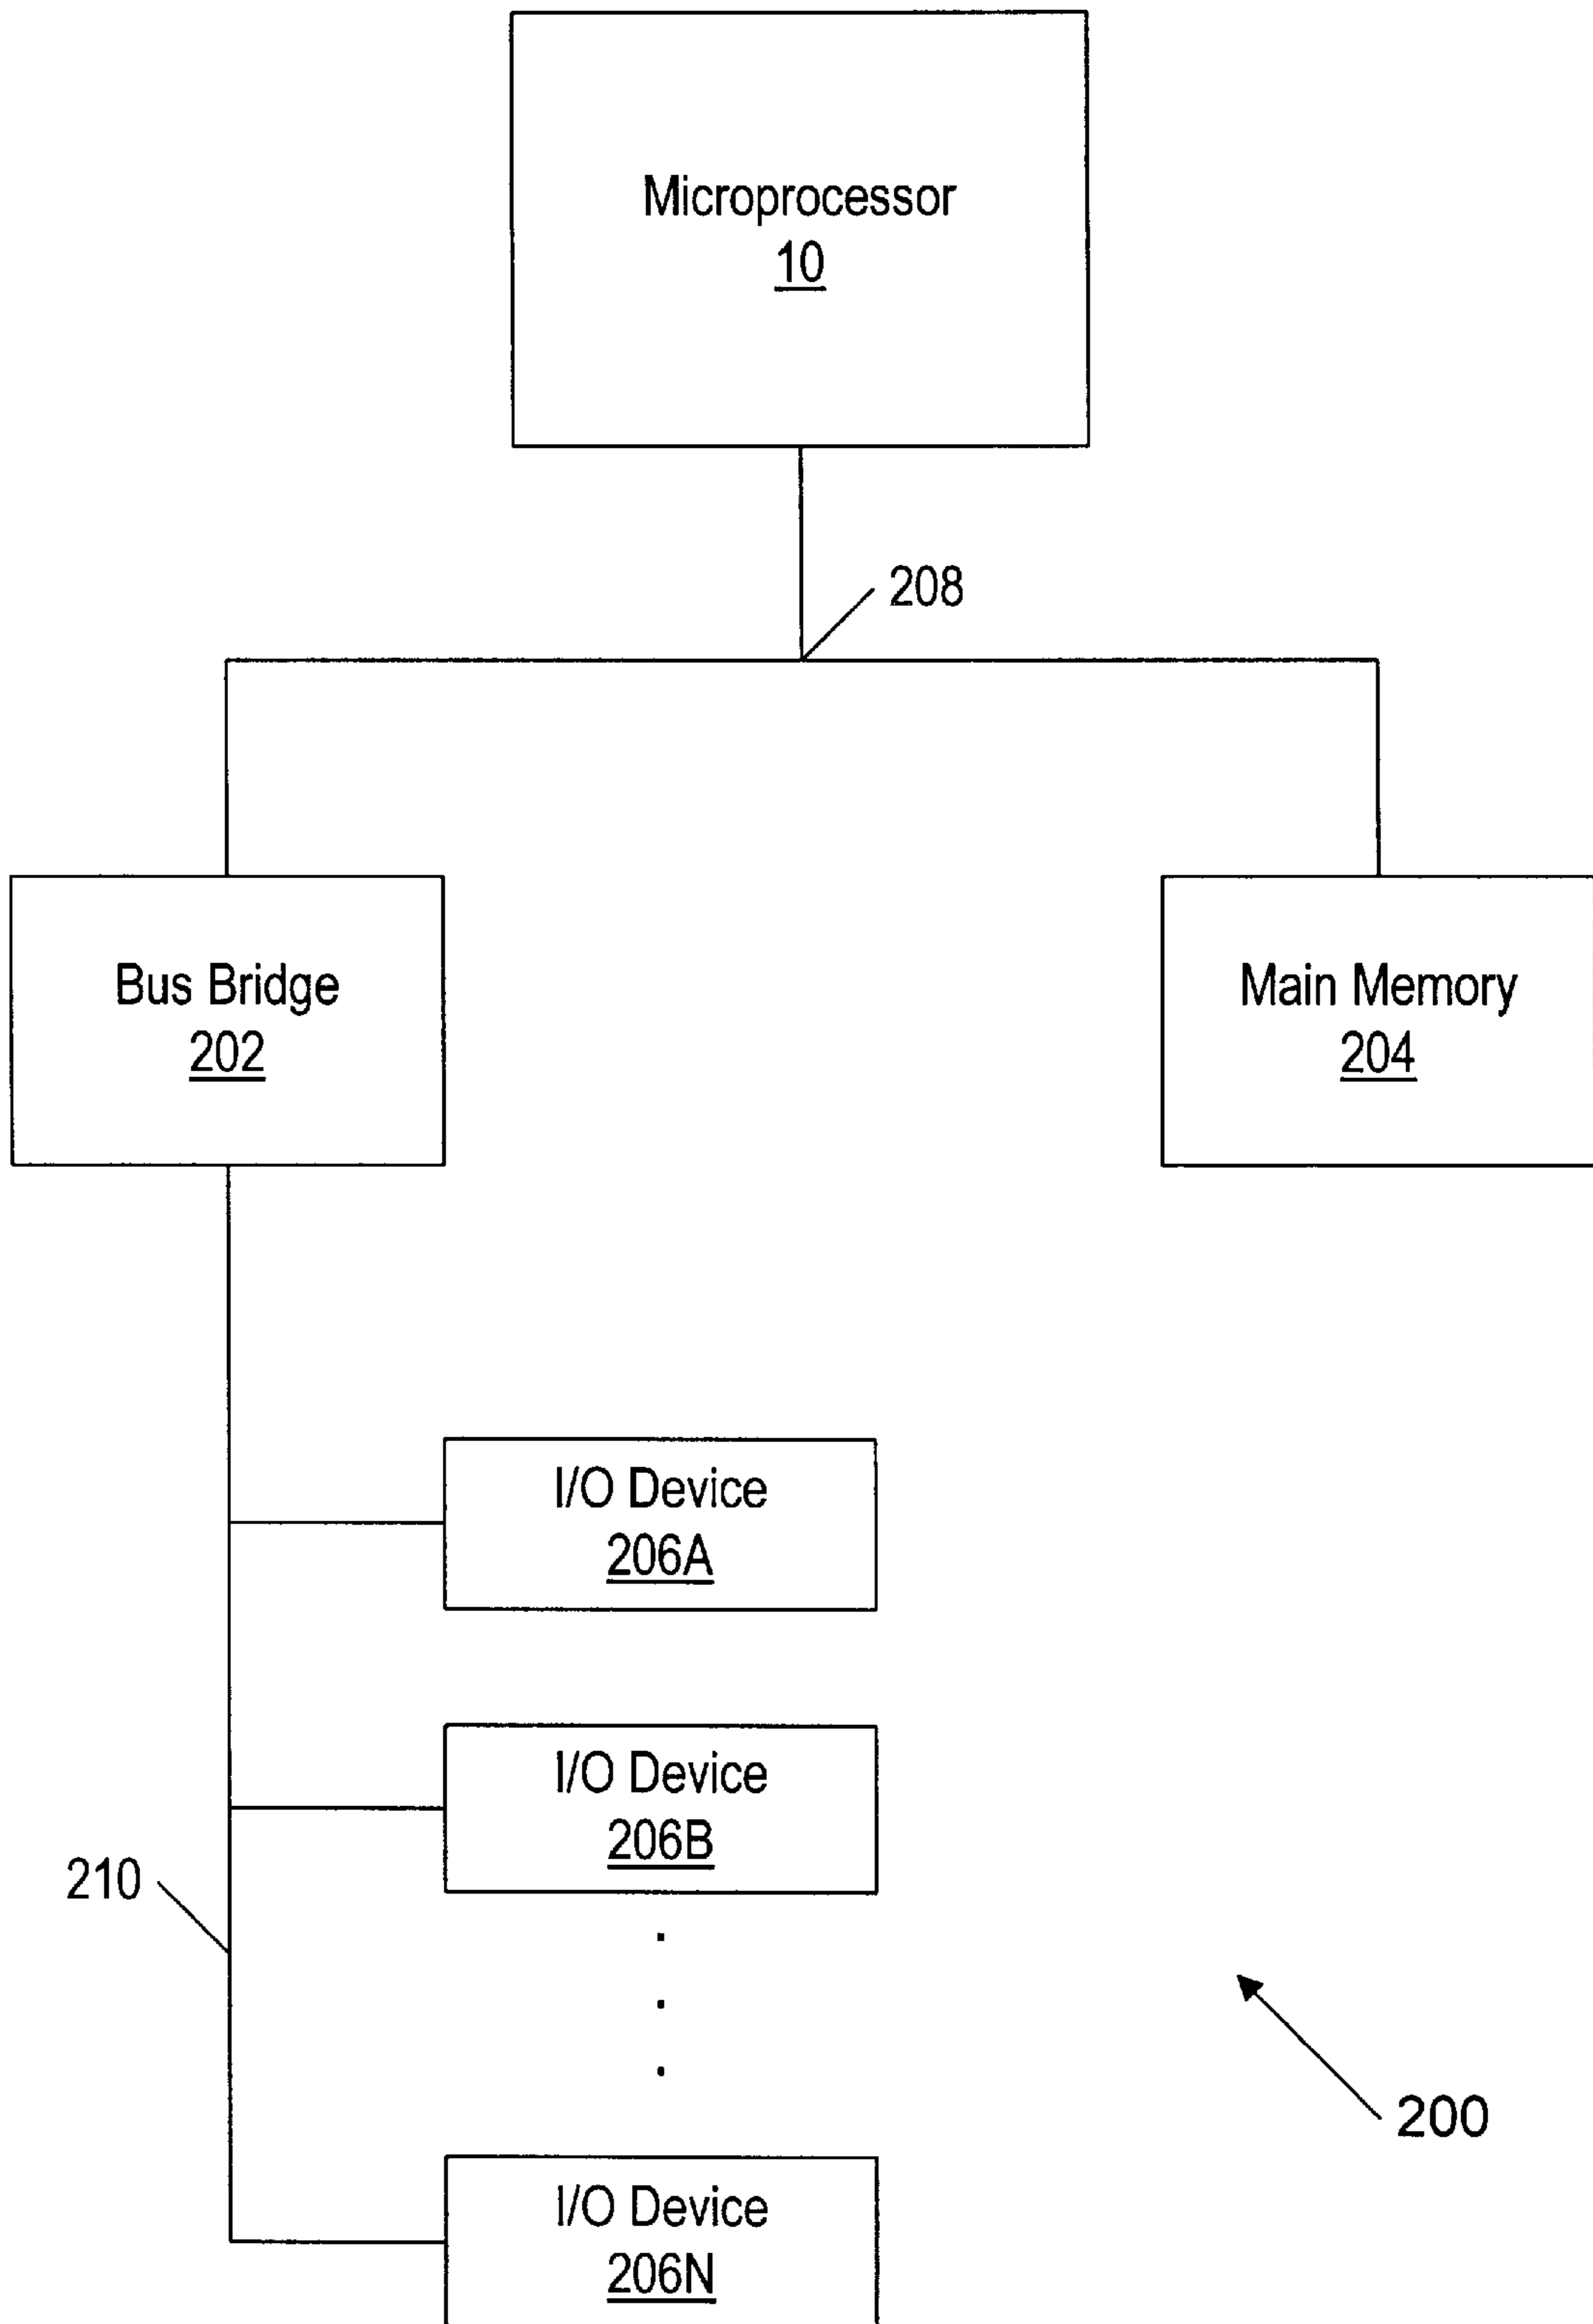 Microprocessor
10
208
Bus Bridge
202
Main Memory
204
I/O Device
206A
I/O Device
206B
210
.
.
.
200
I/O Device
206N